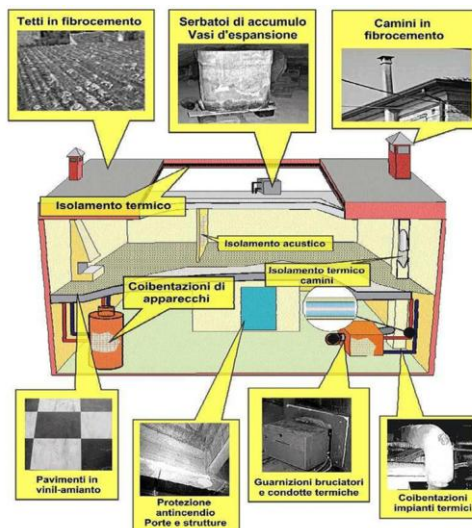 Tetti in fibrocemento
Serbatoi di accumulo
Vasi d'espansione
Camini in
fibrocemento
Isolamento termico
Isolamento acustico
Isolamento termico
camini
Coibentazioni di
apparecchi
Pavimenti in
vinil-amianto
Protezione
antincendio
Porte e strutture
Guarnizioni bruciatori
e condotte termiche
Coibentazioni
impianti termici